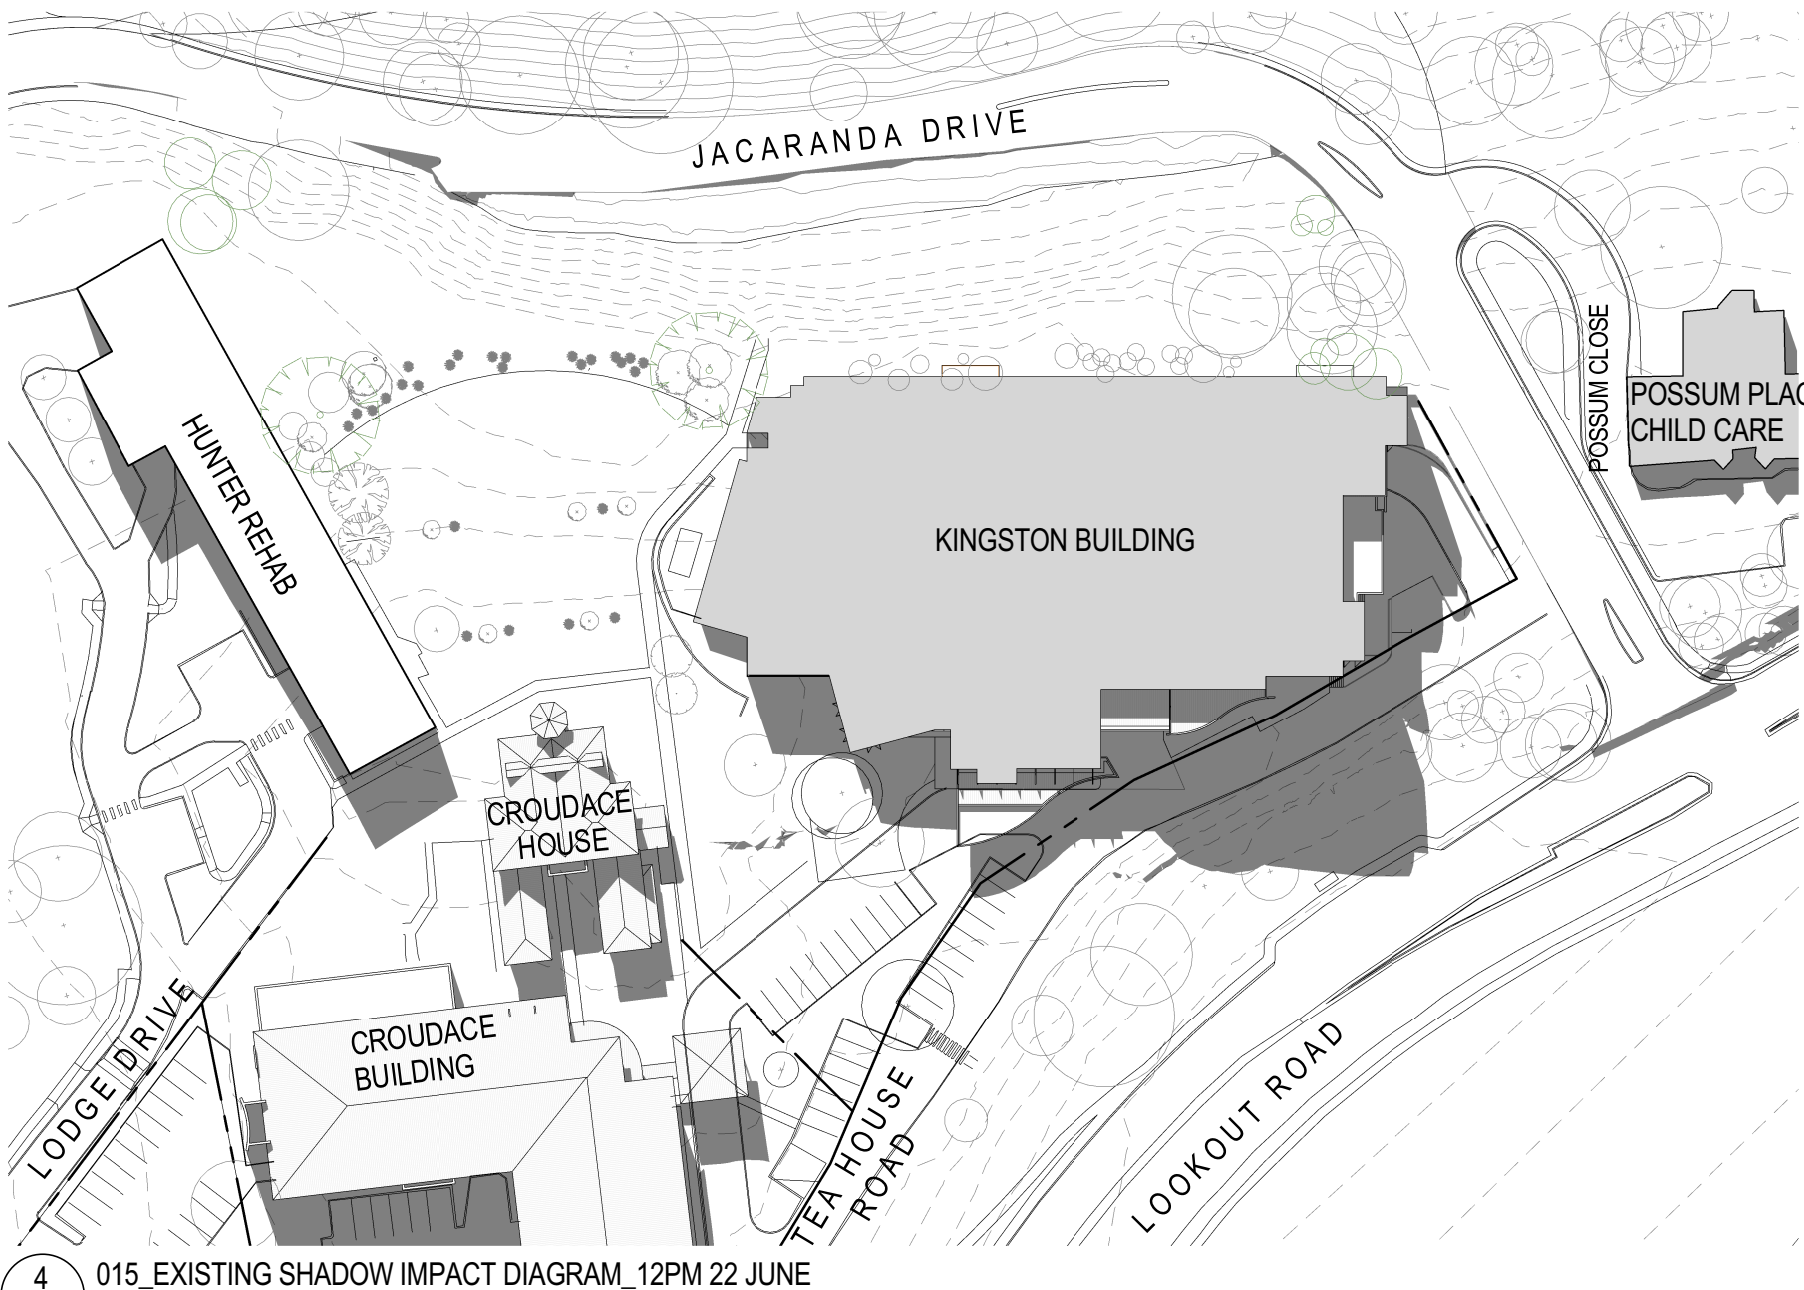 JACARANDA DRIVE
POSSUM CLOSE
POSSUM PLAC
CHILD CARE
HUNTER REHAB
KINGSTON BUILDING
CROUDACE
HOUSE
CROUDACE
BUILDING
LODGE DRIVE
TEA HOUSE
ROAD
LOOKOUT ROAD
4
015_EXISTING SHADOW IMPACT DIAGRAM_12PM 22 JUNE